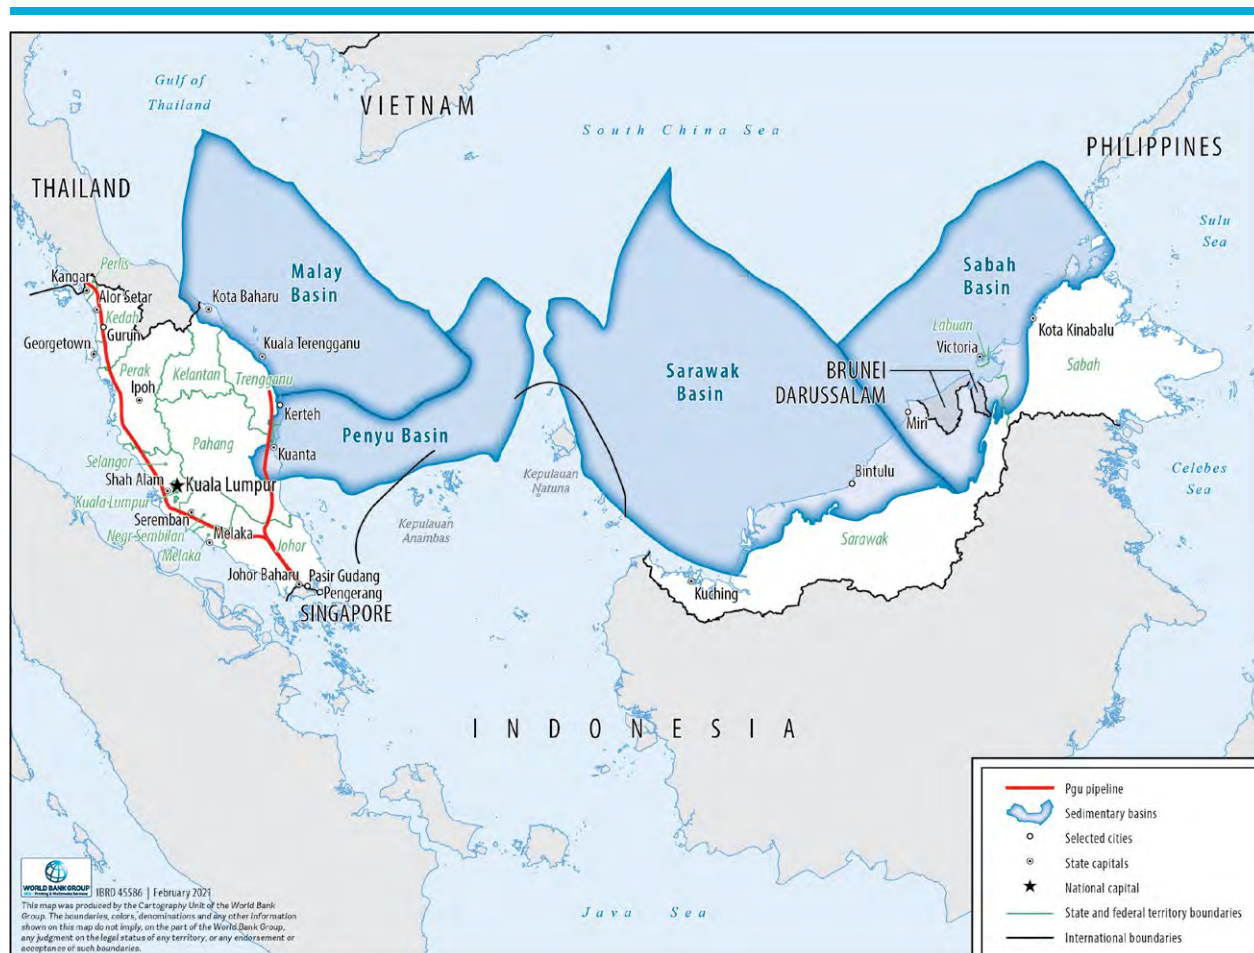 Gulf of
Thailand
VIETNAM
South China Sea
PHILIPPINES
THAILAND
Sulu
Sea
Perlis
Kangar
Malay
Basin
Sabah
Basin
Alor Setar
Kota Baharu
Kedah
Gurun
Labuan
Kota Kinabalu
Georgetown
Kuala Terengganu
Victoria
Perak
Kelantan
Trengganu
Sarawak
Basin
BRUNEI
DARUSSALAM
Sabah
Ipoh
Kerteh
Miri
Pahang
Penyu Basin
Kuanta
Selangor
Bintulu
Celebes
Sea
Shah Alam
Kuala Lumpur
Kepulauan
Natuna
Kuala Lumpur
Seremban
Kepulauan
Anambas
Negr-Sembilan
Melaka
Johor
Sarawak
Melaka
Johor Baharu
Pasir Gudang
Pengerang
Kuching
SINGAPORE
INDONESIA
Pgu pipeline
Sedimentary basins
Selected cities
State capitals
National capital
State and federal territory boundaries
International boundaries
Java Sea
WORLD BANK GROUP
Printing & Multimedia Services
IBRD 45586 | February 2021
This map was produced by the Cartography Unit of the World Bank
Group. The boundaries, colors, denominations and any other information
shown on this map do not imply, on the part of the World Bank Group,
any judgment on the legal status of any territory, or any endorsement or
acceptance of such boundaries.